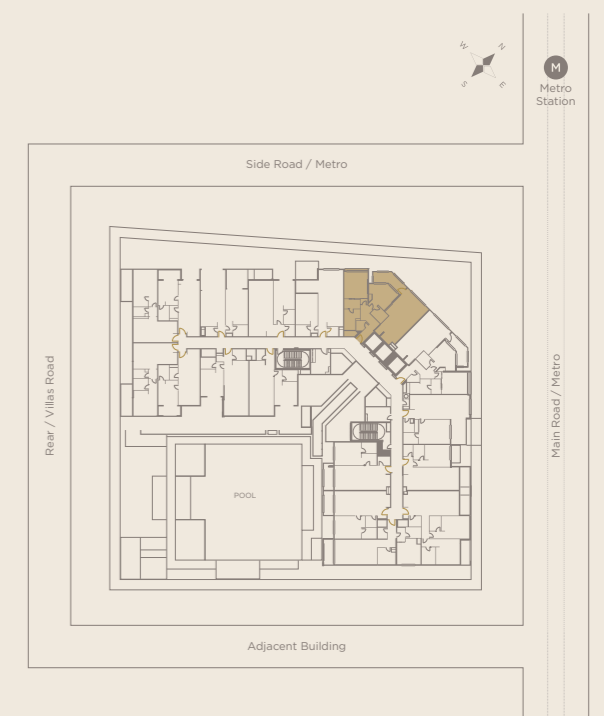 W
N
S
E
M
Metro
Station
Side Road / Metro
Rear / Villas Road
Main Road / Metro
POOL
Adjacent Building